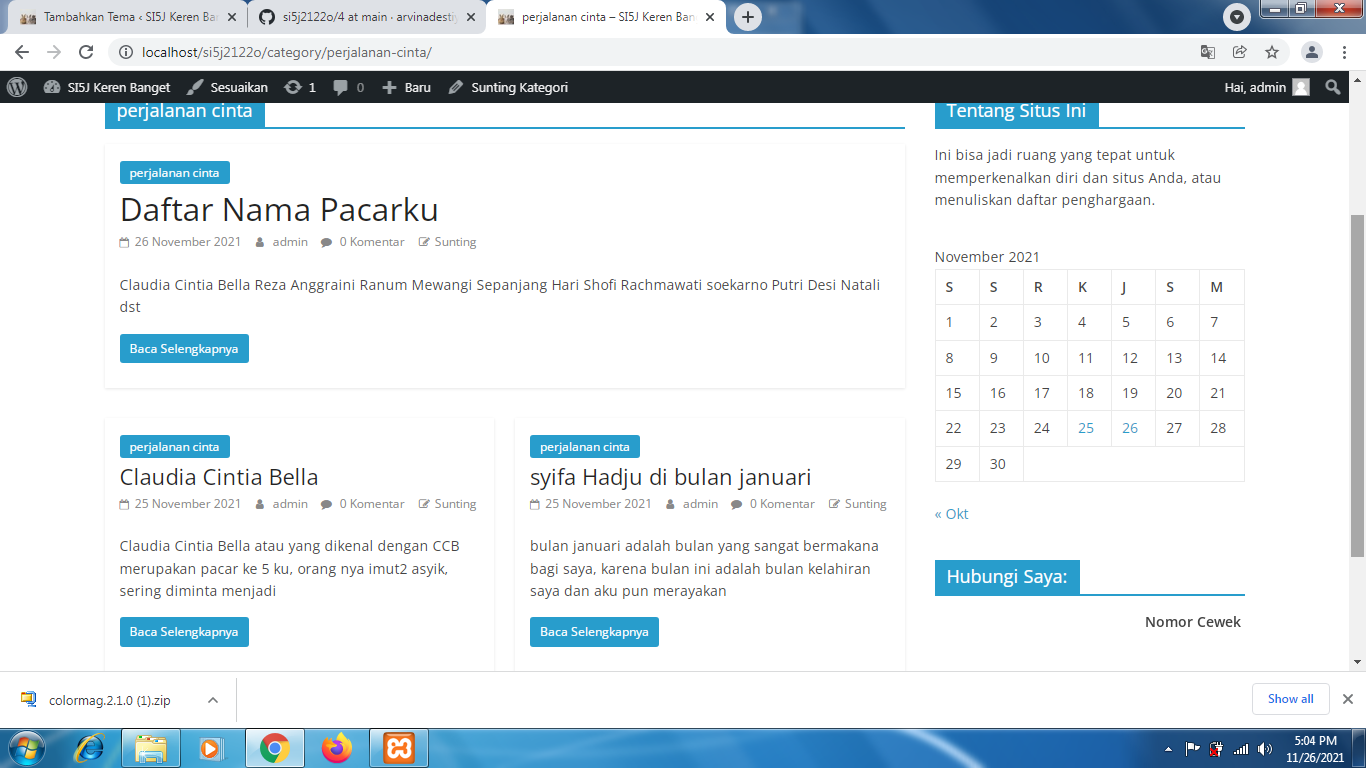 Tambahkan Tema ‹ SI5J Keren Ban
si5j2122o/4 at main · arvinadesti
perjalanan cinta – SI5J Keren Ban
localhost/si5j2122o/category/perjalanan-cinta/
SI5J Keren Banget
Sesuaikan
1
0
Baru
Sunting Kategori
Hai, admin
perjalanan cinta
perjalanan cinta
Daftar Nama Pacarku
26 November 2021 admin 0 Komentar Sunting
Claudia Cintia Bella Reza Anggraini Ranum Mewangi Sepanjang Hari Shofi Rachmawati soekarno Putri Desi Natali
dst
Baca Selengkapnya
perjalanan cinta
Claudia Cintia Bella
25 November 2021 admin 0 Komentar Sunting
Claudia Cintia Bella atau yang dikenal dengan CCB
merupakan pacar ke 5 ku, orang nya imut2 asyik,
sering diminta menjadi
Baca Selengkapnya
perjalanan cinta
syifa Hadju di bulan januari
25 November 2021 admin 0 Komentar Sunting
bulan januari adalah bulan yang sangat bermakana
bagi saya, karena bulan ini adalah bulan kelahiran
saya dan aku pun merayakan
Baca Selengkapnya
Tentang Situs Ini
Ini bisa jadi ruang yang tepat untuk
memperkenalkan diri dan situs Anda, atau
menuliskan daftar penghargaan.
November 2021
S S R K J S M
1 2 3 4 5 6 7
8 9 10 11 12 13 14
15 16 17 18 19 20 21
22 23 24 25 26 27 28
29 30
« Okt
Hubungi Saya:
Nomor Cewek
colormag.2.1.0 (1).zip
Show all
5:04 PM
11/26/2021